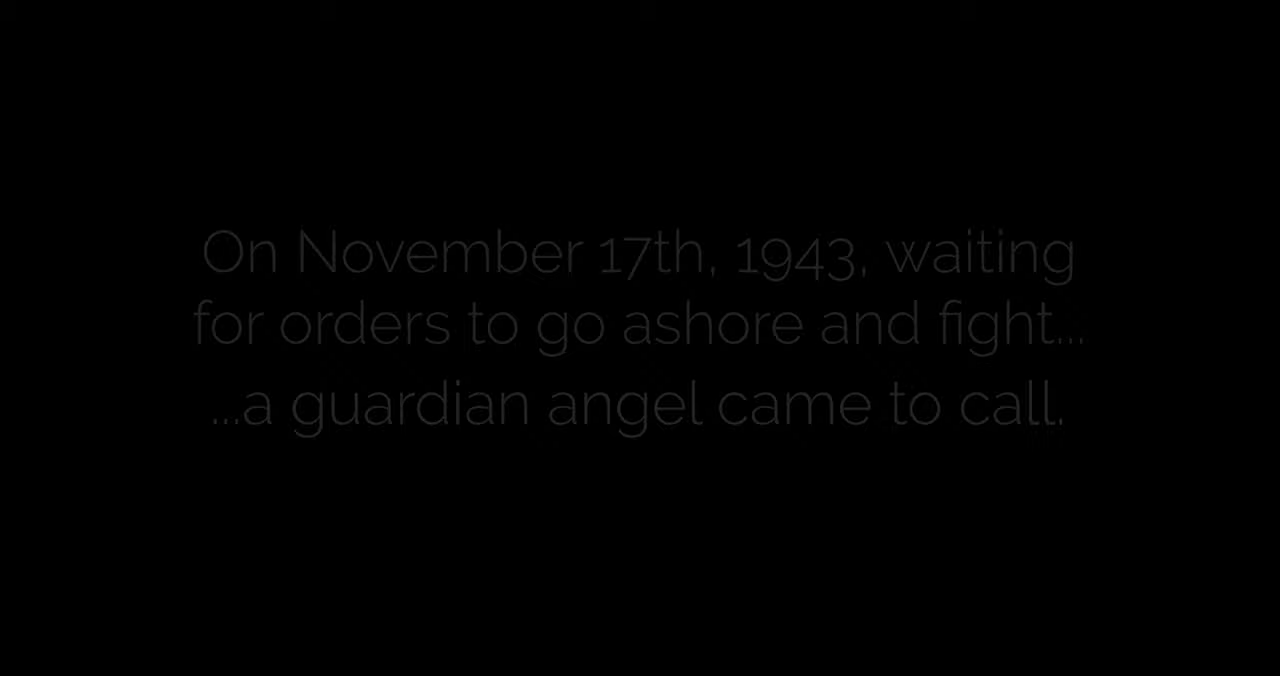 On November 17th, 1943, waiting
for orders to go ashore and fight...
...a guardian angel came to call.